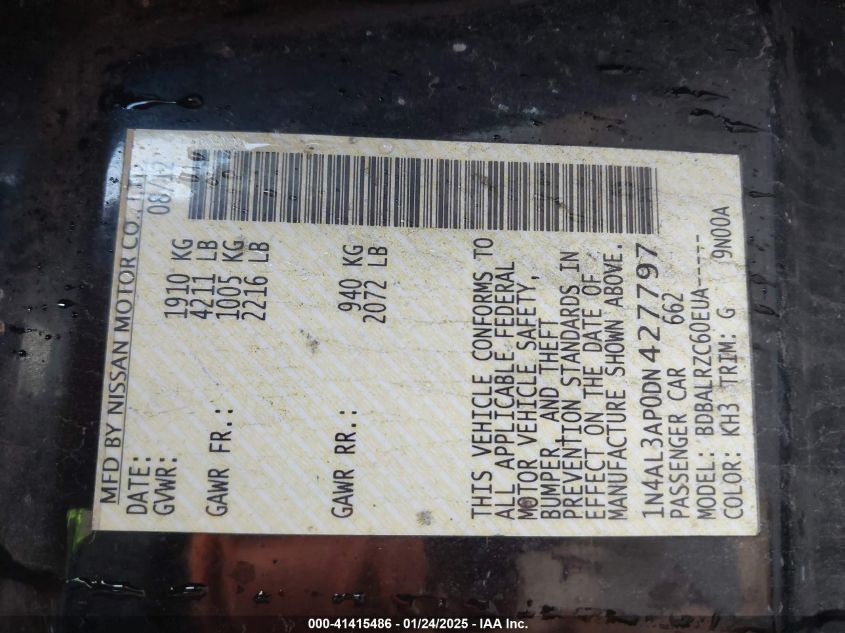 MFD BY NISSAN MOTOR CO., LTD
DATE: 08/12
GVWR: 1910 KG
4211 LB
GAWR FR.: 1005 KG
2216 LB
GAWR RR.: 940 KG
2072 LB
THIS VEHICLE CONFORMS TO
ALL APPLICABLE FEDERAL
MOTOR VEHICLE SAFETY,
BUMPER AND THEFT
PREVENTION STANDARDS IN
EFFECT ON THE DATE OF
MANUFACTURE SHOWN ABOVE.
1N4AL3AP0DN427797
PASSENGER CAR 662
MODEL: BDBALRZC60EUA-----
COLOR: KH3 TRIM: G 9N00A
000-41415486 - 01/24/2025 - IAA Inc.